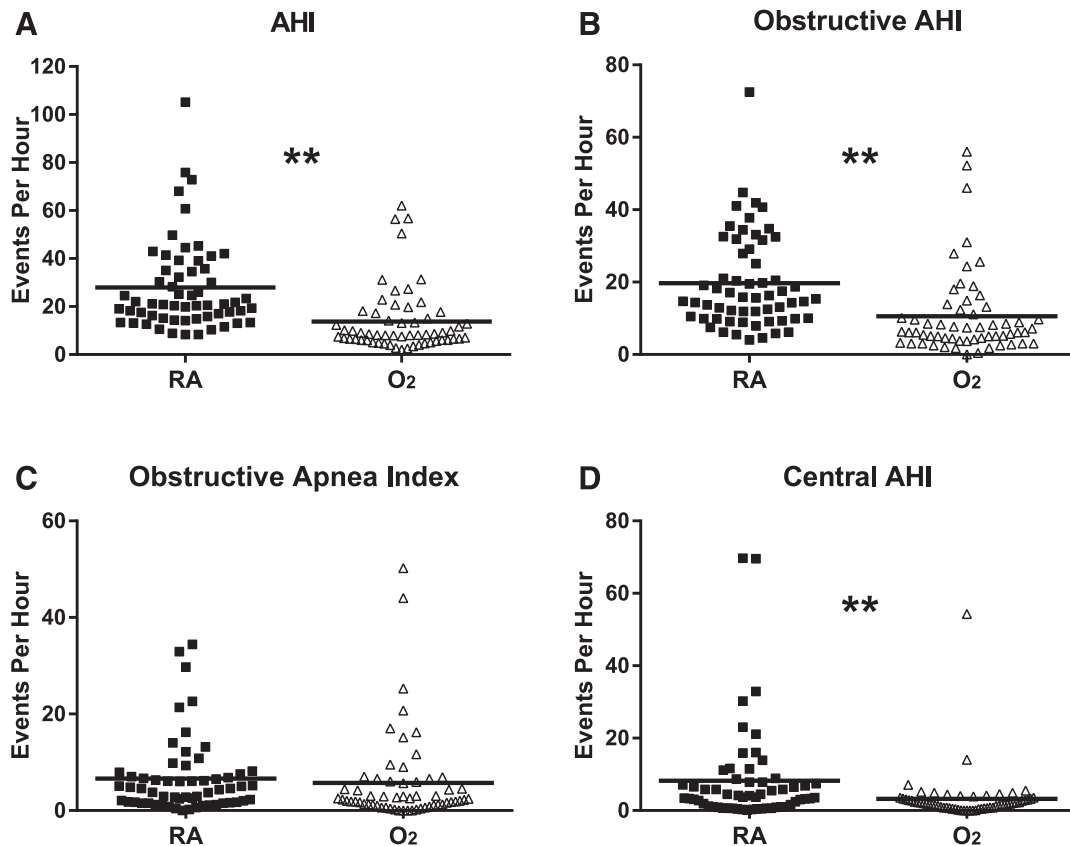 A
AHI
Events Per Hour
120
100
80
60
40
20
0
**
RA
O2
B
Obstructive AHI
Events Per Hour
80
60
40
20
0
**
RA
O2
C
Obstructive Apnea Index
Events Per Hour
60
40
20
0
RA
O2
D
Central AHI
Events Per Hour
80
60
40
20
0
**
RA
O2